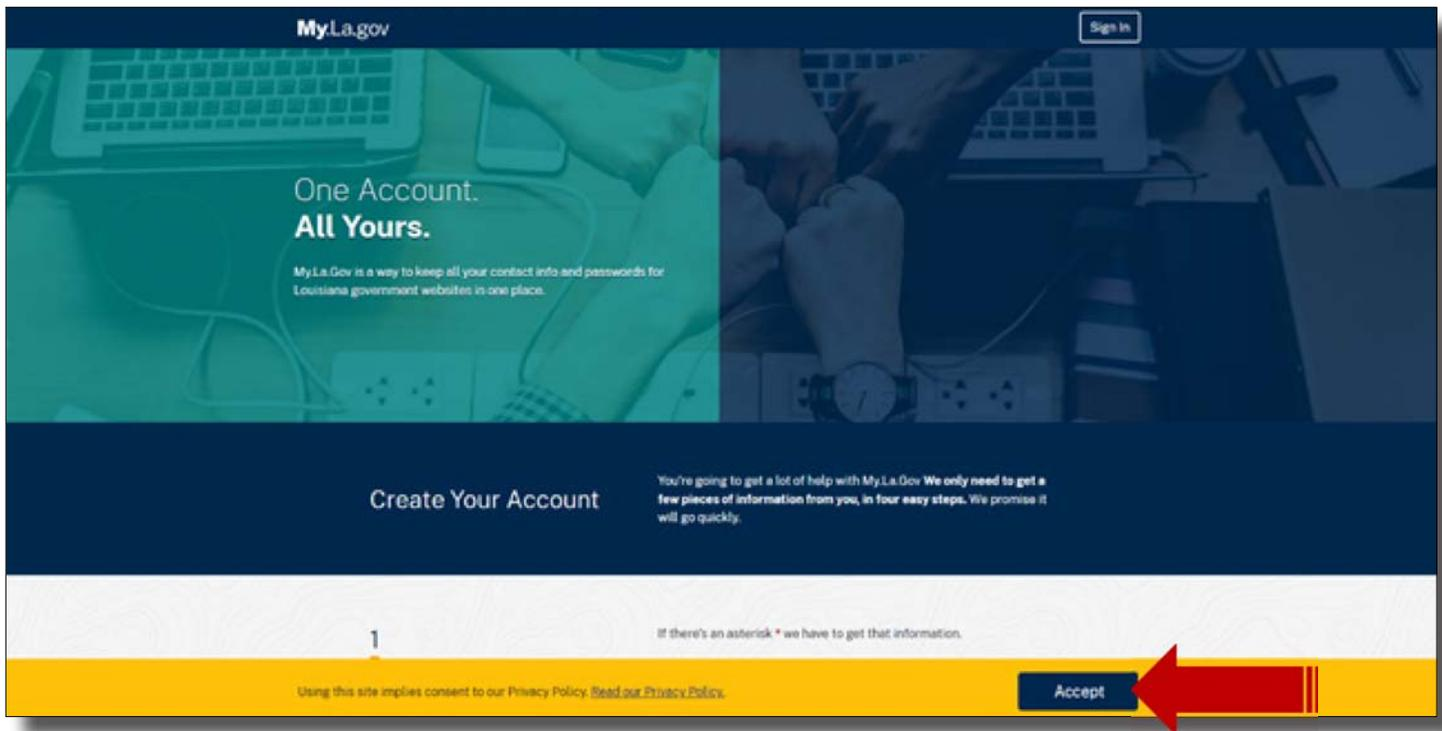 My.La.gov
Sign In
One Account.
All Yours.
My.La.Gov is a way to keep all your contact info and passwords for
Louisiana government websites in one place.
Create Your Account
You're going to get a lot of help with My.La.Gov We only need to get a
few pieces of information from you, in four easy steps. We promise it
will go quickly.
1
If there's an asterisk * we have to get that information.
Using this site implies consent to our Privacy Policy. Read our Privacy Policy.
Accept